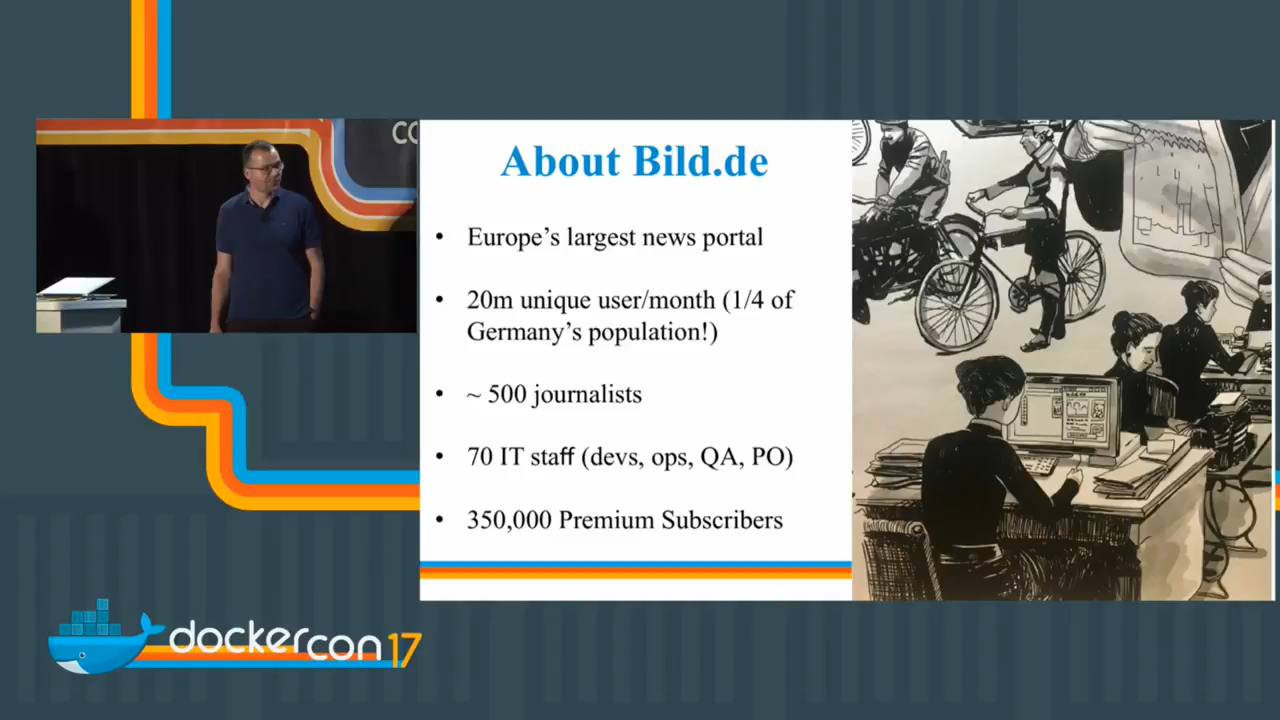 CO
About Bild.de
• Europe's largest news portal
• 20m unique user/month (1/4 of
Germany's population!)
• ~ 500 journalists
• 70 IT staff (devs, ops, QA, PO)
• 350,000 Premium Subscribers
dockercon 17